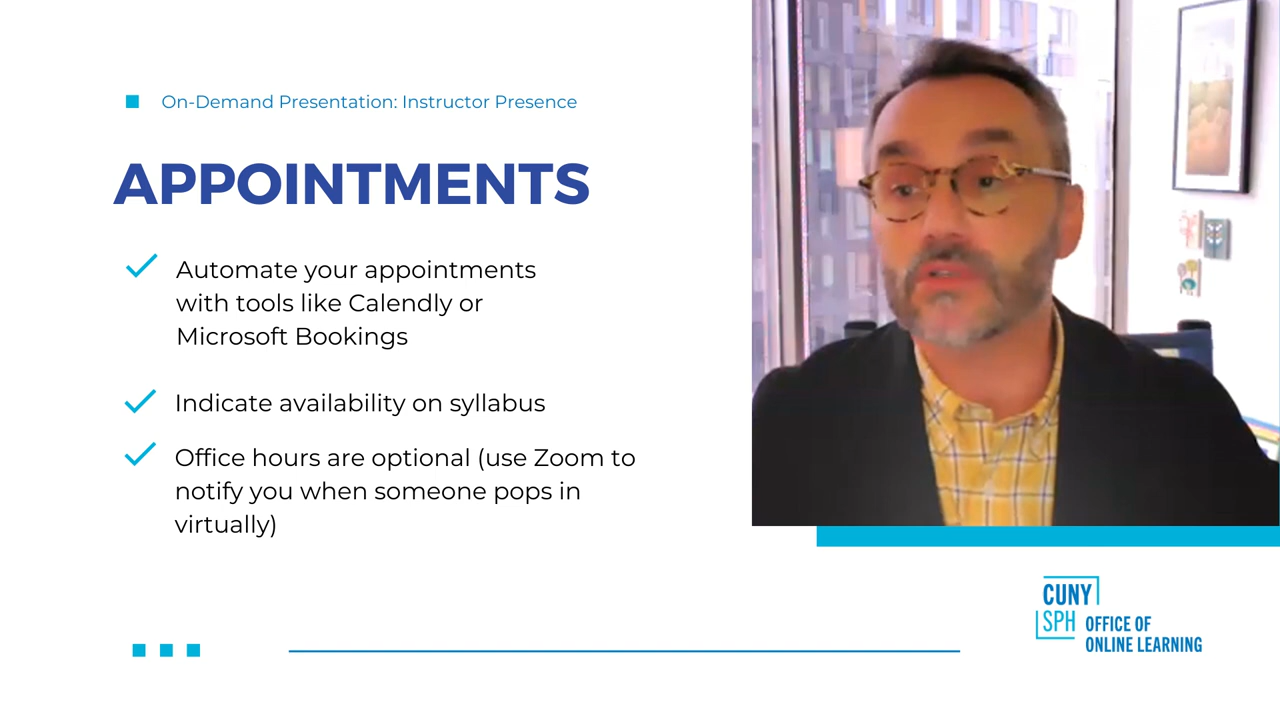 On-Demand Presentation: Instructor Presence
APPOINTMENTS
Automate your appointments
with tools like Calendly or
Microsoft Bookings
Indicate availability on syllabus
Office hours are optional (use Zoom to
notify you when someone pops in
virtually)
CUNY
SPH OFFICE OF
ONLINE LEARNING